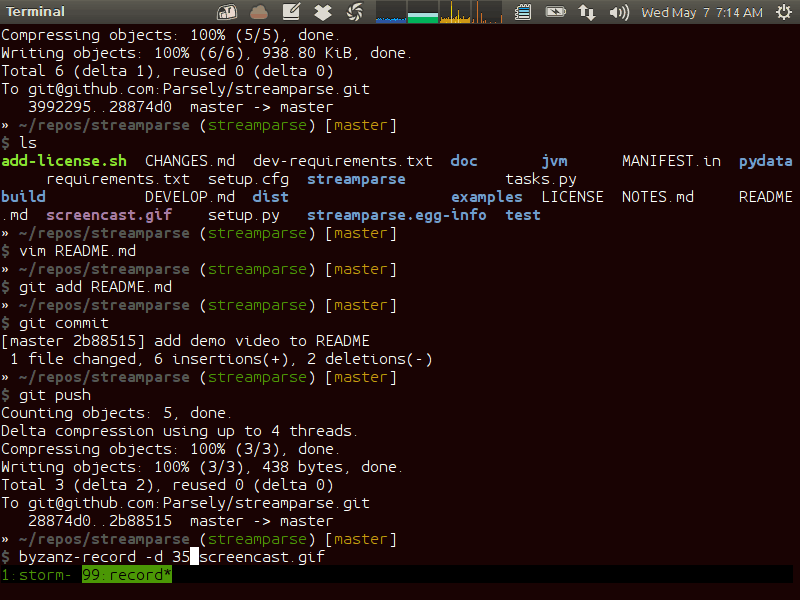 Terminal Wed May 7 7:14 AM
Compressing objects: 100% (5/5), done.
Writing objects: 100% (6/6), 938.80 KiB, done.
Total 6 (delta 1), reused 0 (delta 0)
To git@github.com:Parsely/streamparse.git
   3992295..28874d0  master -> master
» ~/repos/streamparse (streamparse) [master]
$ ls
add-license.sh  CHANGES.md  dev-requirements.txt  doc       jvm      MANIFEST.in  pydata
     requirements.txt  setup.cfg  streamparse           tasks.py
build           DEVELOP.md  dist                  examples  LICENSE  NOTES.md     README
.md  screencast.gif    setup.py   streamparse.egg-info  test
» ~/repos/streamparse (streamparse) [master]
$ vim README.md
» ~/repos/streamparse (streamparse) [master]
$ git add README.md
» ~/repos/streamparse (streamparse) [master]
$ git commit
[master 2b88515] add demo video to README
 1 file changed, 6 insertions(+), 2 deletions(-)
» ~/repos/streamparse (streamparse) [master]
$ git push
Counting objects: 5, done.
Delta compression using up to 4 threads.
Compressing objects: 100% (3/3), done.
Writing objects: 100% (3/3), 438 bytes, done.
Total 3 (delta 2), reused 0 (delta 0)
To git@github.com:Parsely/streamparse.git
   28874d0..2b88515  master -> master
» ~/repos/streamparse (streamparse) [master]
$ byzanz-record -d 35 screencast.gif
1:storm- 99:record*